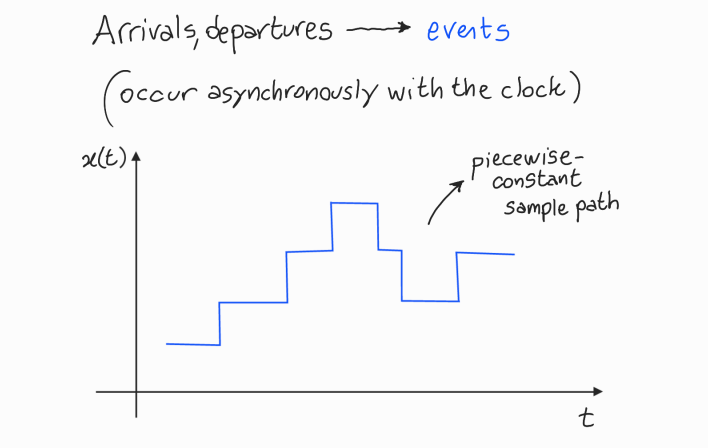 Arrivals, departures → events
(occur asynchronously with the clock)
x(t)
piecewise-
constant
sample path
t